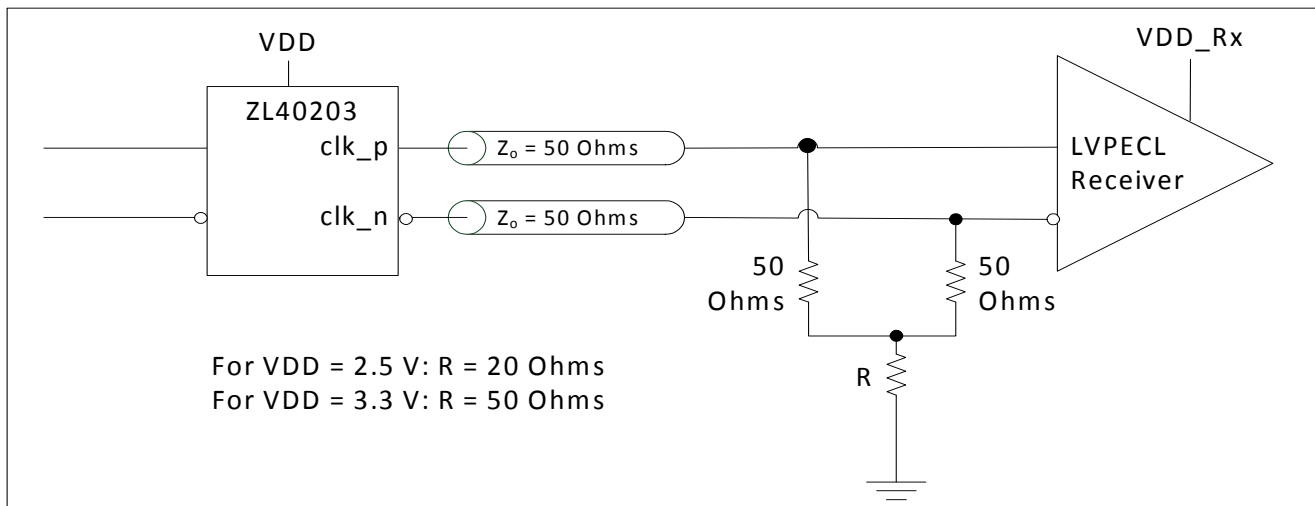 VDD
VDD_Rx
ZL40203
clk_p
Zo = 50 Ohms
LVPECL
Receiver
clk_n
Zo = 50 Ohms
50
Ohms
50
Ohms
For VDD = 2.5 V: R = 20 Ohms
For VDD = 3.3 V: R = 50 Ohms
R